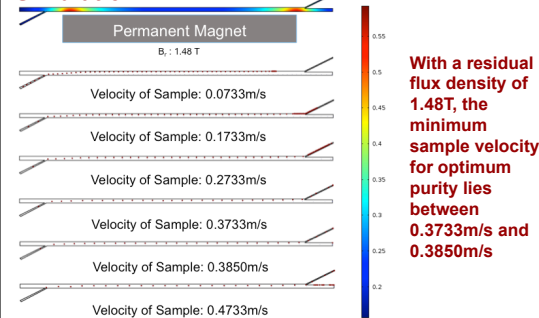 Permanent Magnet
Bᵣ : 1.48 T
Velocity of Sample: 0.0733m/s
Velocity of Sample: 0.1733m/s
Velocity of Sample: 0.2733m/s
Velocity of Sample: 0.3733m/s
Velocity of Sample: 0.3850m/s
Velocity of Sample: 0.4733m/s
0.55
0.5
0.45
0.4
0.35
0.3
0.25
0.2
With a residual
flux density of
1.48T, the
minimum
sample velocity
for optimum
purity lies
between
0.3733m/s and
0.3850m/s